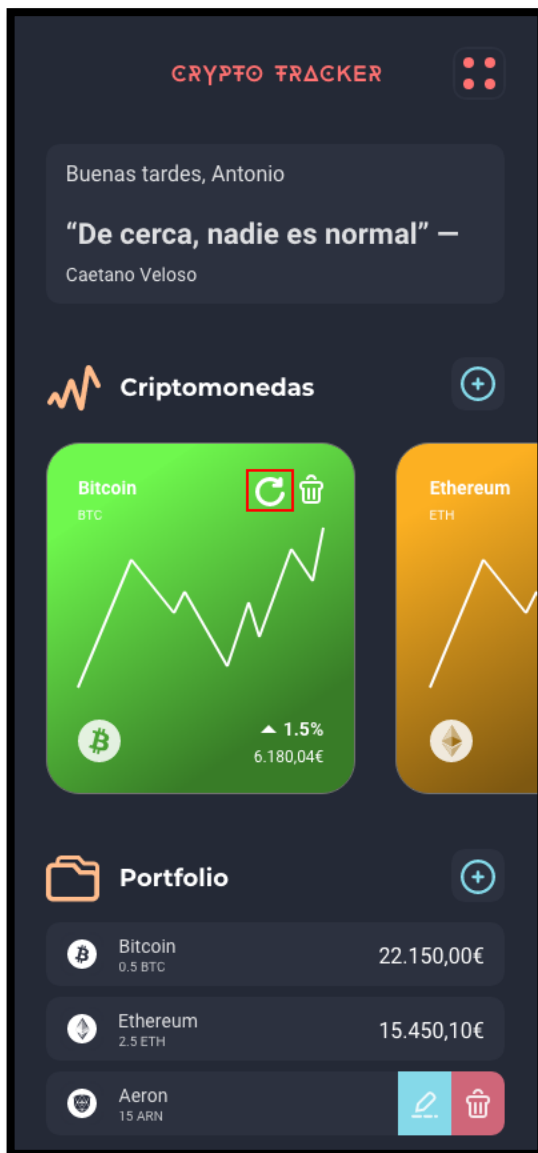 CRYPTO TRACKER
Buenas tardes, Antonio
“De cerca, nadie es normal” —
Caetano Veloso
Criptomonedas
Bitcoin
BTC
1.5%
6.180,04€
Ethereum
ETH
Portfolio
Bitcoin
0.5 BTC
22.150,00€
Ethereum
2.5 ETH
15.450,10€
Aeron
15 ARN